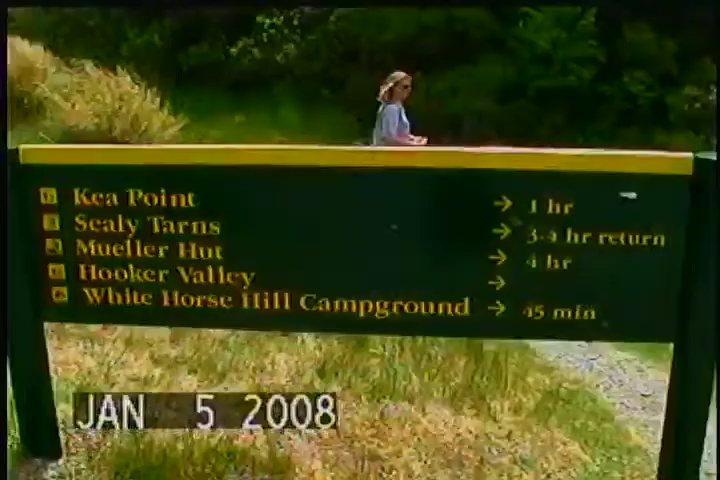 Kea Point → 1 hr
Sealy Tarns → 3-4 hr return
Mueller Hut → 4 hr
Hooker Valley →
White Horse Hill Campground → 45 min
JAN 5 2008